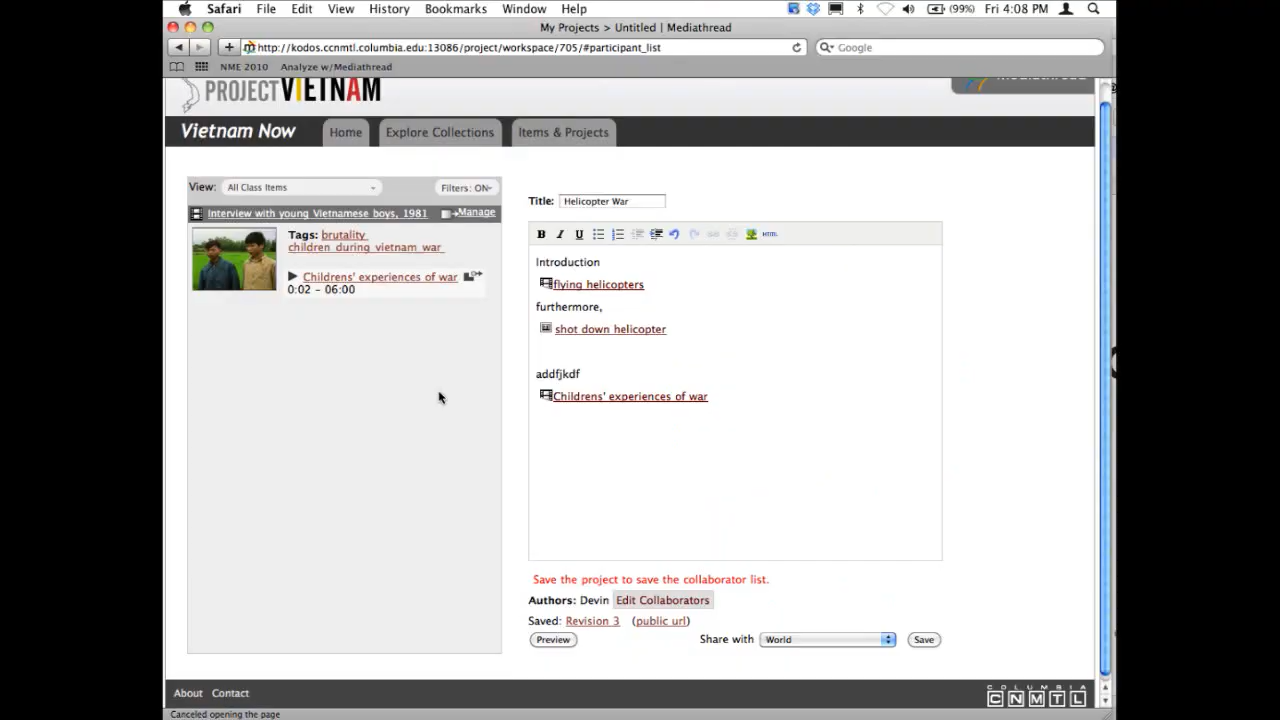 Safari File Edit View History Bookmarks Window Help (99%) Fri 4:08 PM
My Projects > Untitled | Mediathread
http://kodos.ccnmtl.columbia.edu:13086/project/workspace/705/#participant_list Google
NME 2010 Analyze w/Mediathread
PROJECT VIETNAM
Vietnam Now Home Explore Collections Items & Projects
View: All Class Items Filters: ON
Interview with young Vietnamese boys, 1981 Manage
Tags: brutality
children during vietnam war
Childrens' experiences of war
0:02 - 06:00
Title: Helicopter War
B I U HTML
Introduction
flying helicopters
furthermore,
shot down helicopter
addfjkdf
Childrens' experiences of war
Save the project to save the collaborator list.
Authors: Devin Edit Collaborators
Saved: Revision 3 (public url)
Preview Share with World Save
About Contact
COLUMBIA
CNMTL
Canceled opening the page